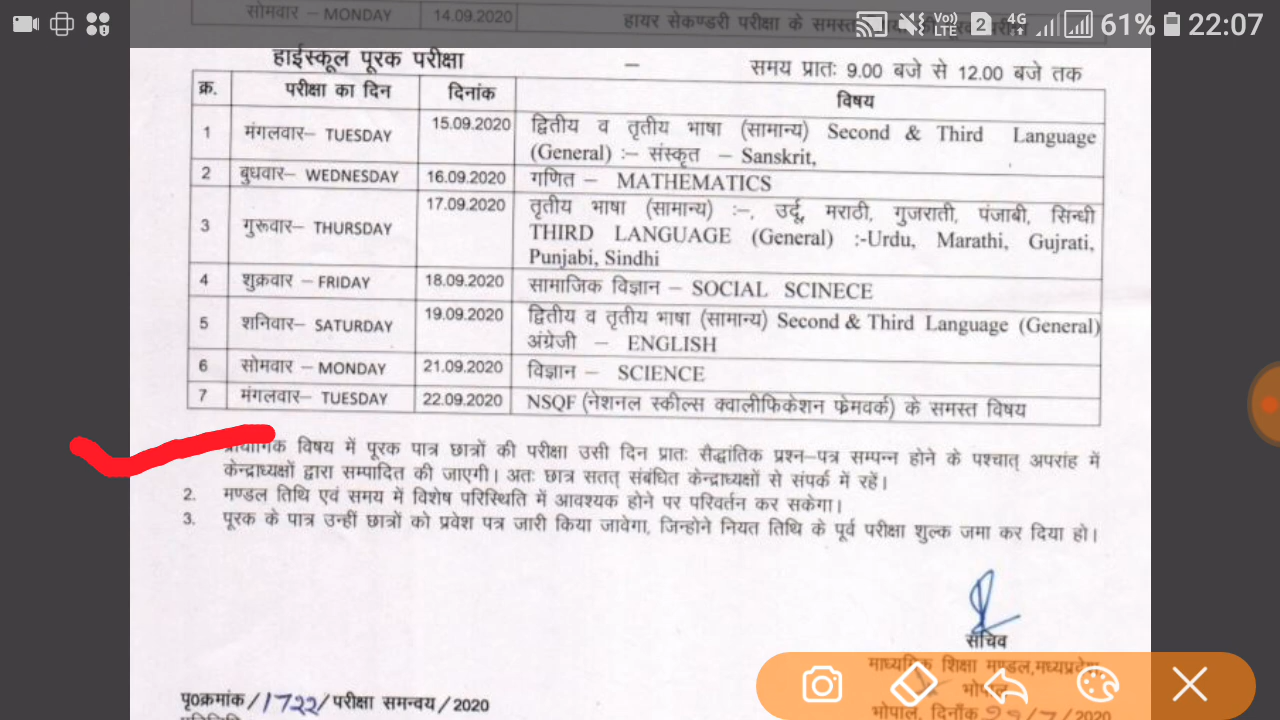 Vo)) LTE 2 4G 61% 22:07
सोमवार – MONDAY 14.09.2020 हायर सेकण्डरी परीक्षा के समस्त
हाईस्कूल पूरक परीक्षा – समय प्रातः 9.00 बजे से 12.00 बजे तक
क्र. परीक्षा का दिन दिनांक विषय
1 मंगलवार– TUESDAY 15.09.2020 द्वितीय व तृतीय भाषा (सामान्य) Second & Third Language
(General) :– संस्कृत – Sanskrit,
2 बुधवार– WEDNESDAY 16.09.2020 गणित – MATHEMATICS
3 गुरूवार– THURSDAY 17.09.2020 तृतीय भाषा (सामान्य) :–, उर्दू, मराठी, गुजराती, पंजाबी, सिन्धी
THIRD LANGUAGE (General) :-Urdu, Marathi, Gujrati,
Punjabi, Sindhi
4 शुक्रवार – FRIDAY 18.09.2020 सामाजिक विज्ञान – SOCIAL SCINECE
5 शनिवार– SATURDAY 19.09.2020 द्वितीय व तृतीय भाषा (सामान्य) Second & Third Language (General)
अंग्रेजी – ENGLISH
6 सोमवार – MONDAY 21.09.2020 विज्ञान – SCIENCE
7 मंगलवार– TUESDAY 22.09.2020 NSQF (नेशनल स्कील्स क्वालीफिकेशन फ्रेमवर्क) के समस्त विषय
विषय में पूरक पात्र छात्रों की परीक्षा उसी दिन प्रातः सैद्धांतिक प्रश्न–पत्र सम्पन्न होने के पश्चात् अपरांह में
केन्द्राध्यक्षों द्वारा सम्पादित की जाएगी। अतः छात्र सतत् संबंधित केन्द्राध्यक्षों से संपर्क में रहें।
2. मण्डल तिथि एवं समय में विशेष परिस्थिति में आवश्यक होने पर परिवर्तन कर सकेगा।
3. पूरक के पात्र उन्हीं छात्रों को प्रवेश पत्र जारी किया जावेगा, जिन्होने नियत तिथि के पूर्व परीक्षा शुल्क जमा कर दिया हो।
सचिव
माध्यमिक शिक्षा मण्डल,मध्यप्रदेश,
भोपाल
पृ0क्रमांक/1722/परीक्षा समन्वय/2020 भोपाल, दिनाँक /7/2020